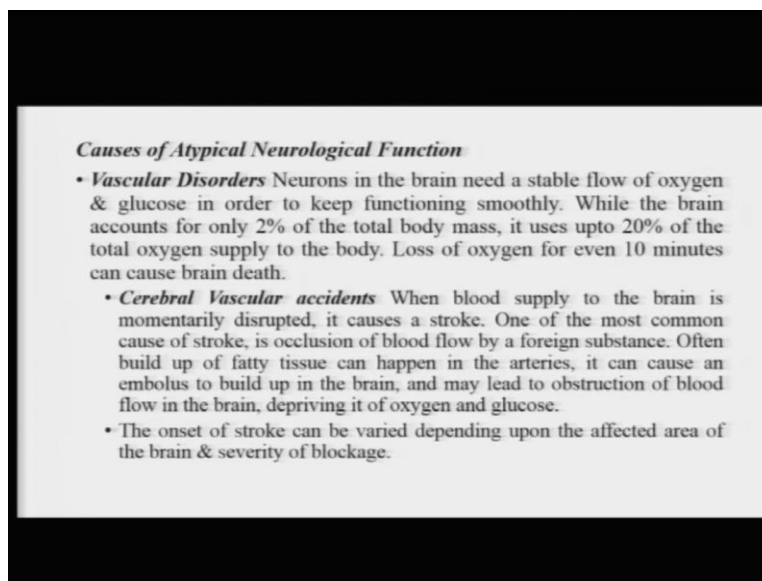 Causes of Atypical Neurological Function
• Vascular Disorders Neurons in the brain need a stable flow of oxygen
& glucose in order to keep functioning smoothly. While the brain
accounts for only 2% of the total body mass, it uses upto 20% of the
total oxygen supply to the body. Loss of oxygen for even 10 minutes
can cause brain death.
• Cerebral Vascular accidents When blood supply to the brain is
momentarily disrupted, it causes a stroke. One of the most common
cause of stroke, is occlusion of blood flow by a foreign substance. Often
build up of fatty tissue can happen in the arteries, it can cause an
embolus to build up in the brain, and may lead to obstruction of blood
flow in the brain, depriving it of oxygen and glucose.
• The onset of stroke can be varied depending upon the affected area of
the brain & severity of blockage.